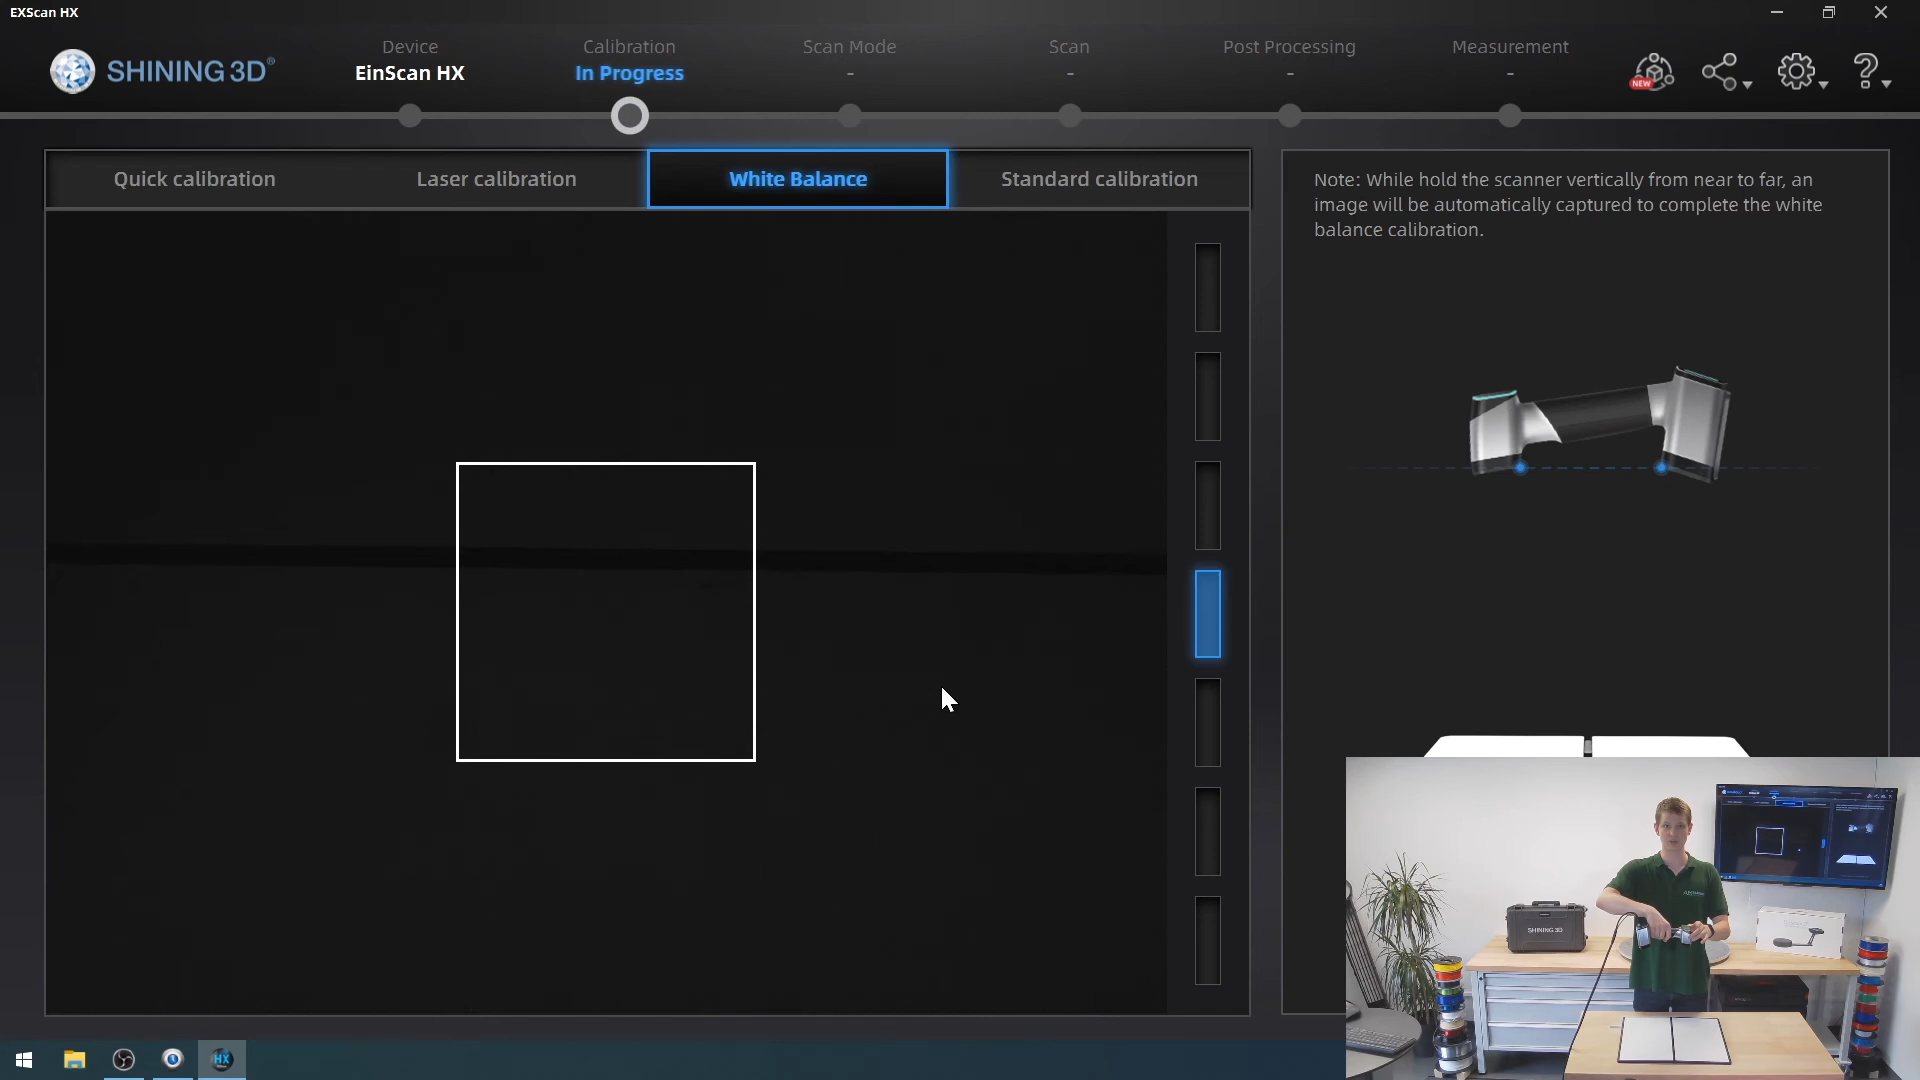 EXScan HX
SHINING 3D®
Device
EinScan HX
Calibration
In Progress
Scan Mode
-
Scan
-
Post Processing
-
Measurement
-
NEW
Quick calibration
Laser calibration
White Balance
Standard calibration
Note: While hold the scanner vertically from near to far, an
image will be automatically captured to complete the white
balance calibration.
SHINING 3D
HX